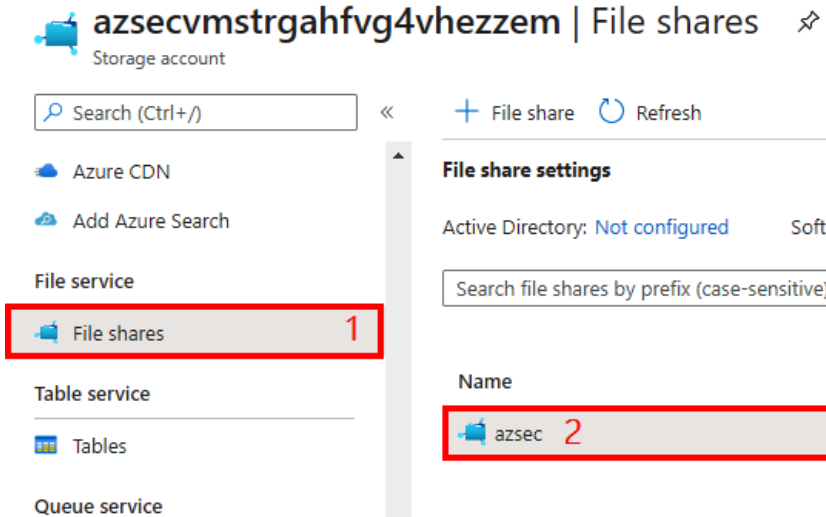 azsecvmstrgahfvg4vhezzem | File shares
Storage account
Search (Ctrl+/)
Azure CDN
Add Azure Search
File service
File shares 1
Table service
Tables
Queue service
+ File share Refresh
File share settings
Active Directory: Not configured Soft
Search file shares by prefix (case-sensitive)
Name
azsec 2